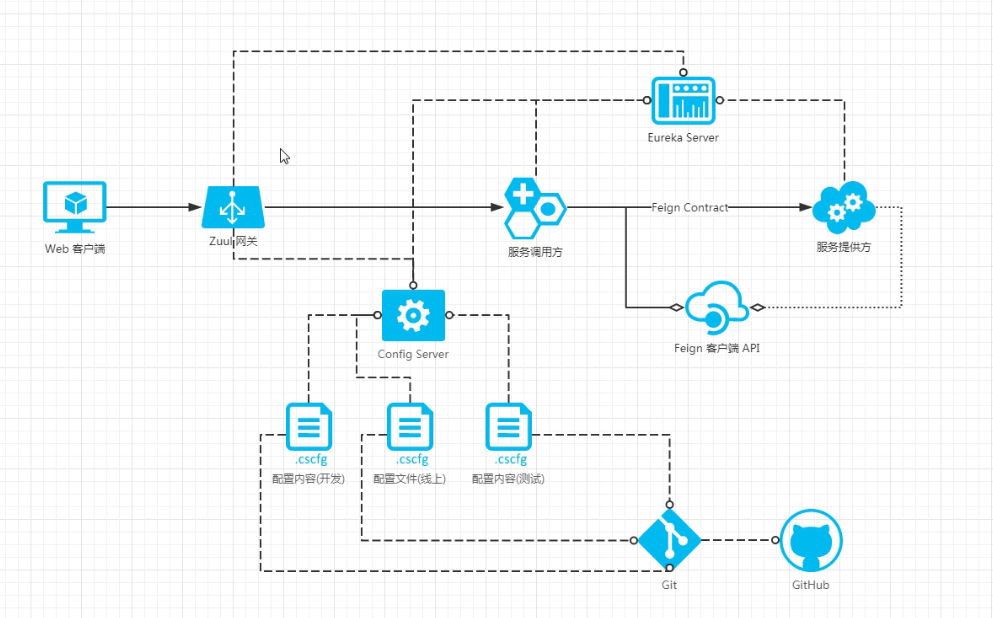 Eureka Server
Feign Contract
Web 客户端
Zuul 网关
服务调用方
服务提供方
Feign 客户端 API
Config Server
.cscfg
配置内容(开发)
.cscfg
配置文件(线上)
.cscfg
配置内容(测试)
Git
GitHub